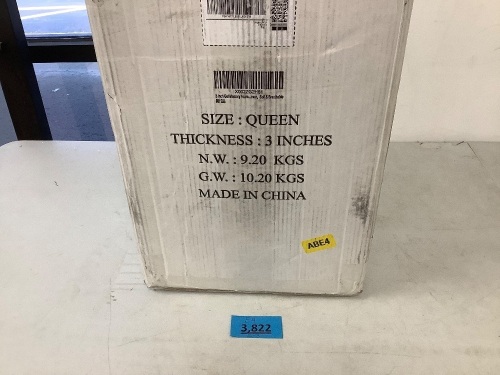 SIZE : QUEEN
THICKNESS : 3 INCHES
N.W. : 9.20 KGS
G.W. : 10.20 KGS
MADE IN CHINA
ABE4
3,822